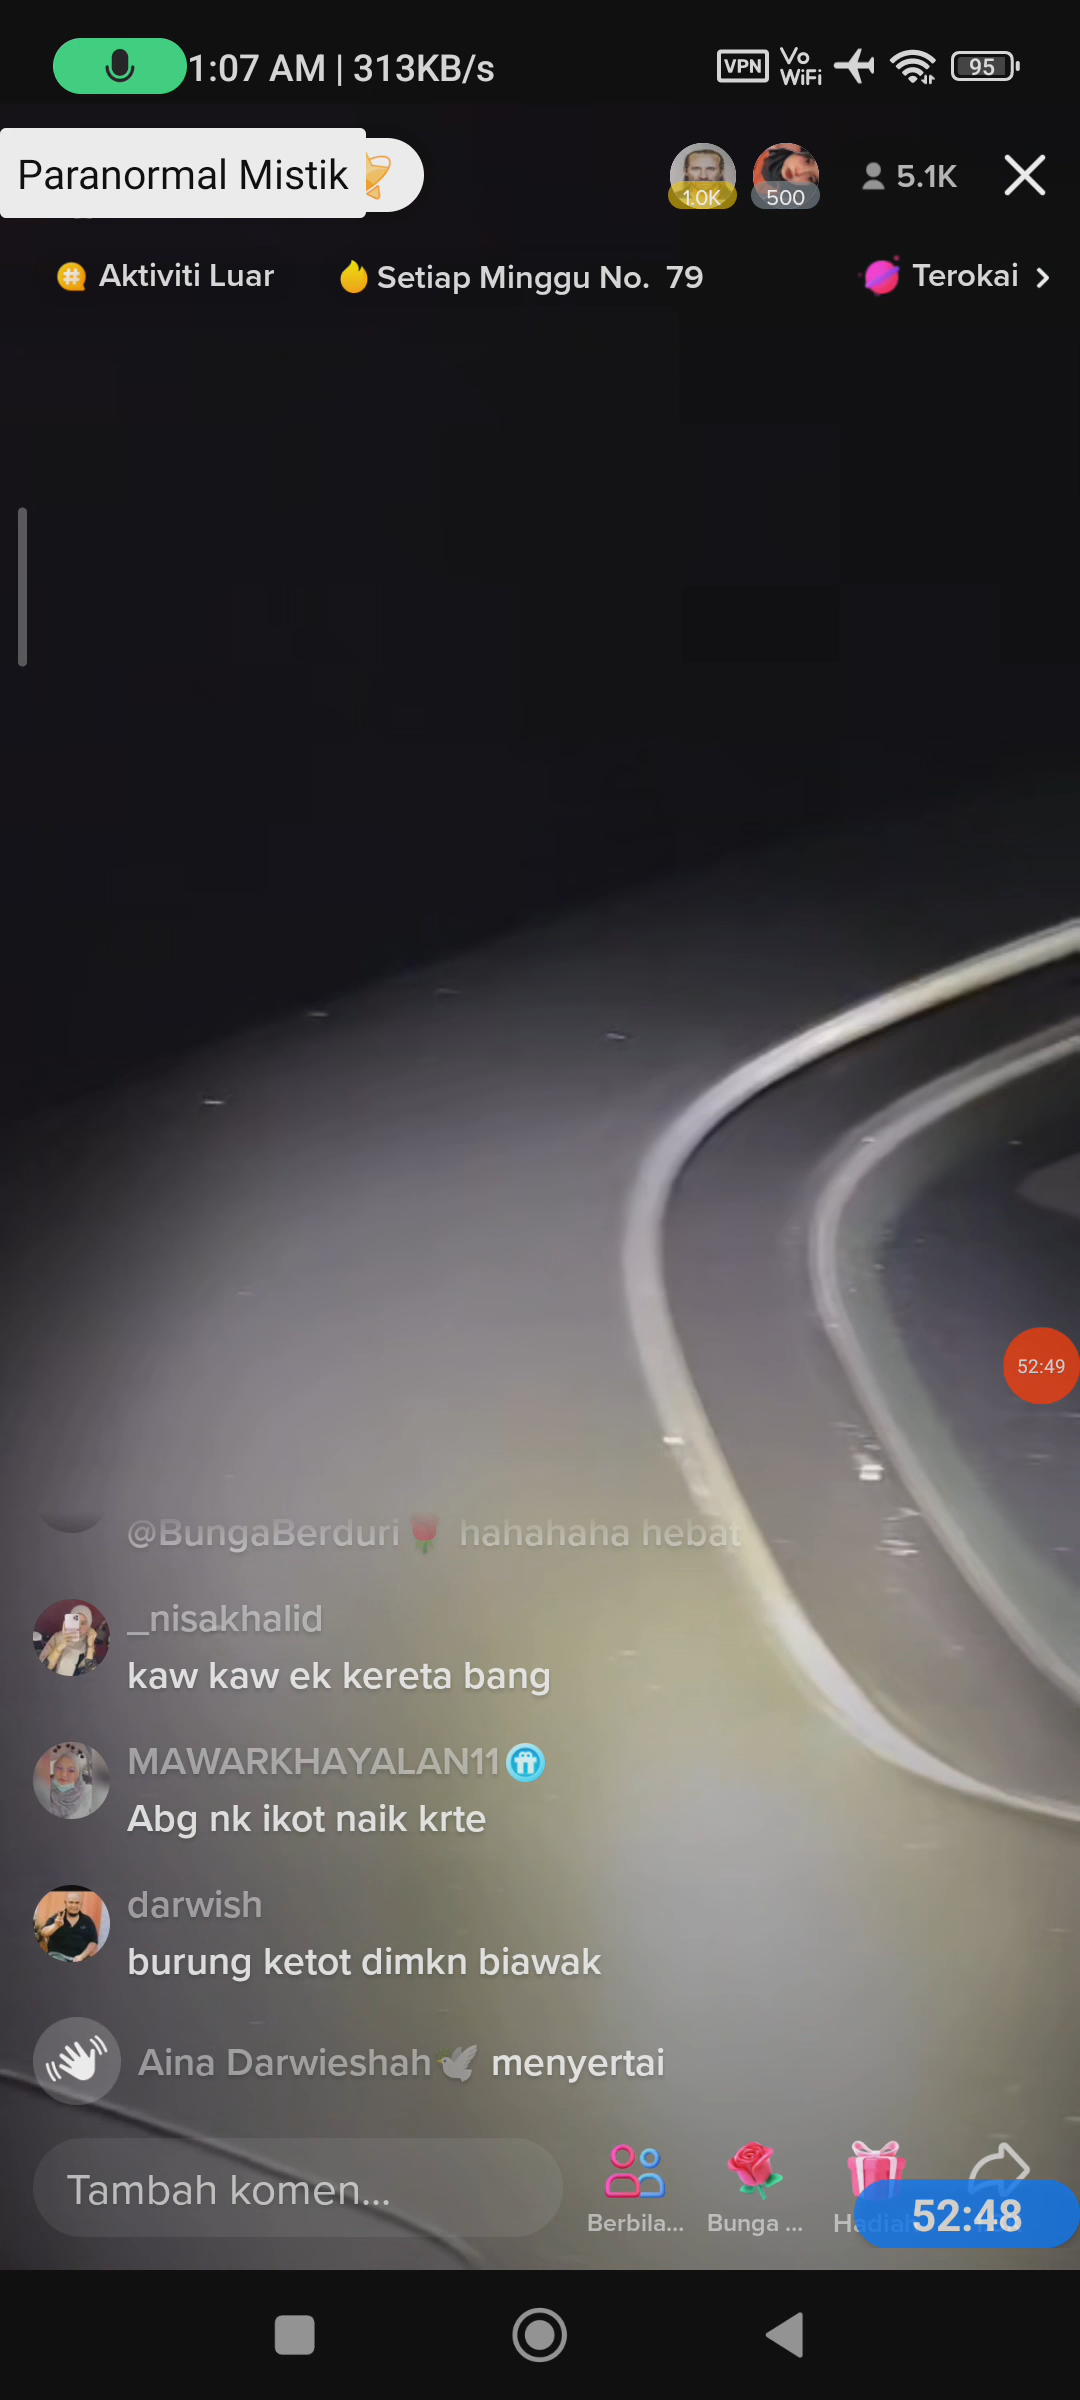 1:07 AM | 313KB/s
VPN
Vo WiFi
95
Paranormal Mistik
1.0K
500
5.1K
Aktiviti Luar
Setiap Minggu No. 79
Terokai
52:49
@BungaBerduri🌹 hahahaha hebat
_nisakhalid
kaw kaw ek kereta bang
MAWARKHAYALAN11
Abg nk ikot naik krte
darwish
burung ketot dimkn biawak
Aina Darwieshah🕊 menyertai
Tambah komen...
Berbila...
Bunga ...
52:48